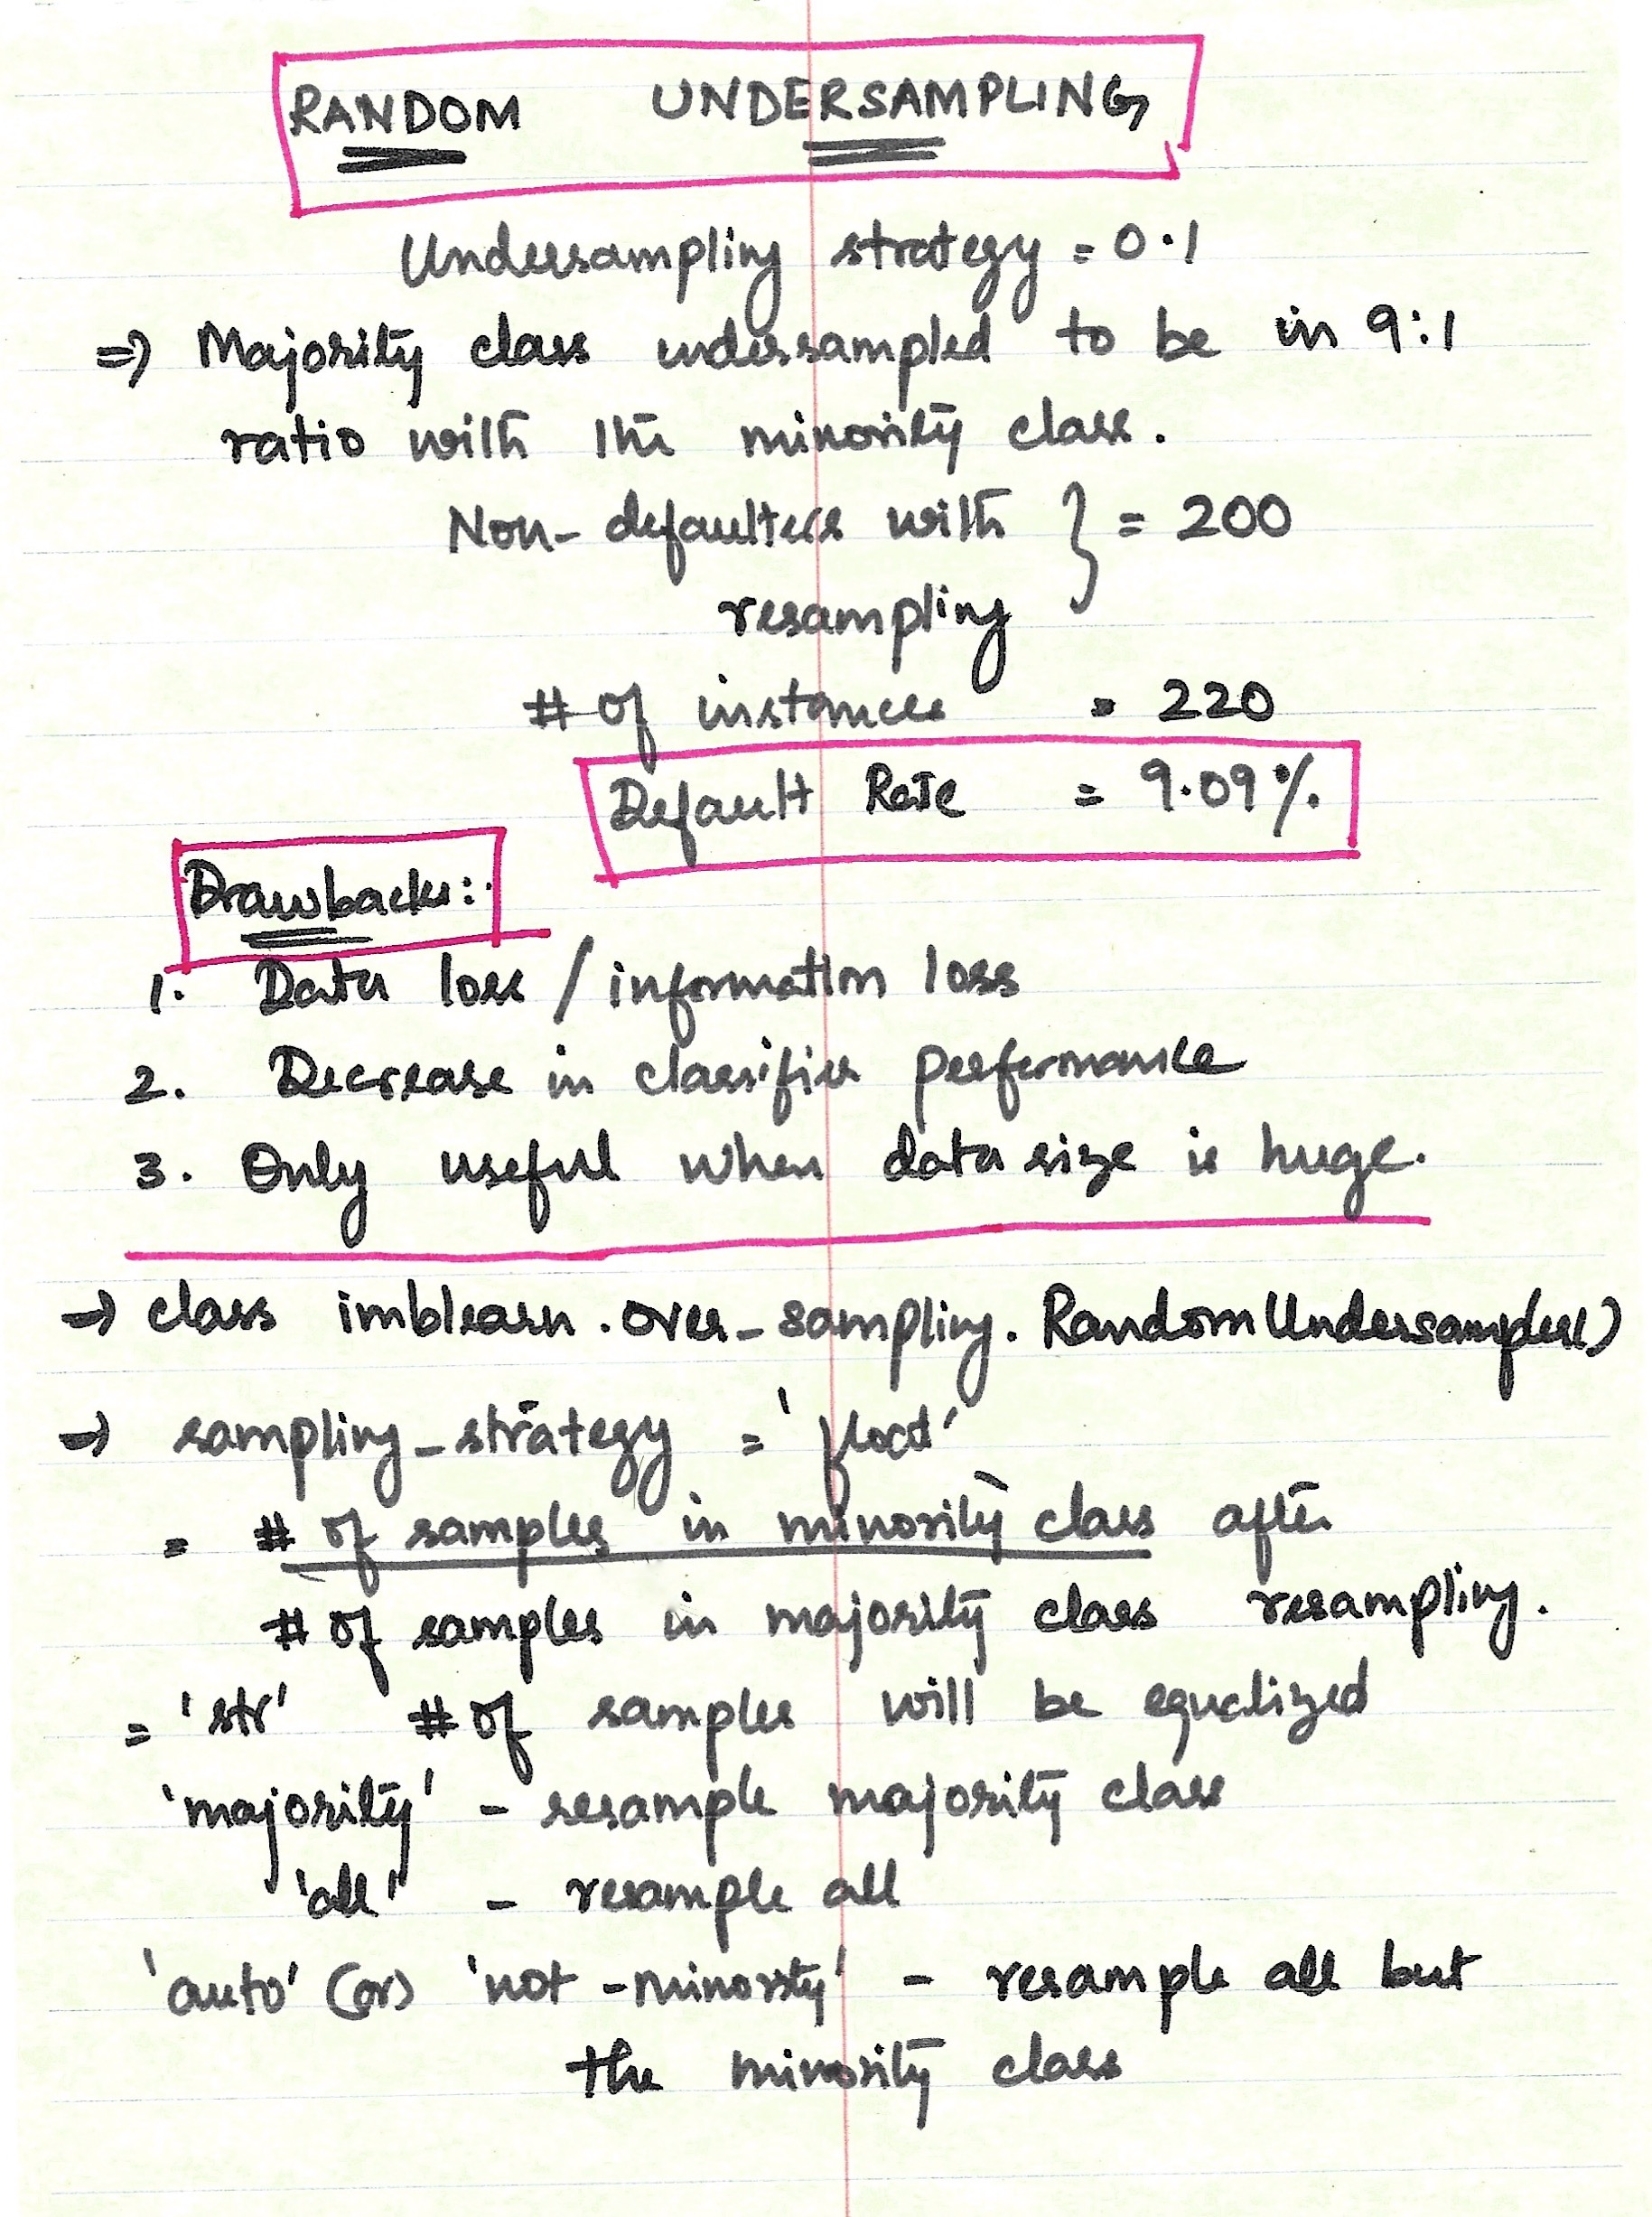 RANDOM UNDERSAMPLING
Undersampling strategy = 0.1
⇒ Majority class undersampled to be in 9:1
ratio with the minority class.
Non-defaulters with } = 200
resampling
# of instances = 220
Default Rate = 9.09%.
Drawbacks:
1. Data loss / information loss
2. Decrease in classifier performance
3. Only useful when data size is huge.
→ class imblearn.over_sampling.RandomUndersampler()
→ sampling_strategy = 'float'
= # of samples in minority class after
# of samples in majority class resampling.
= 'str' # of samples will be equalized
'majority' - resample majority class
'all' - resample all
'auto' (or) 'not-minority' - resample all but
the minority class